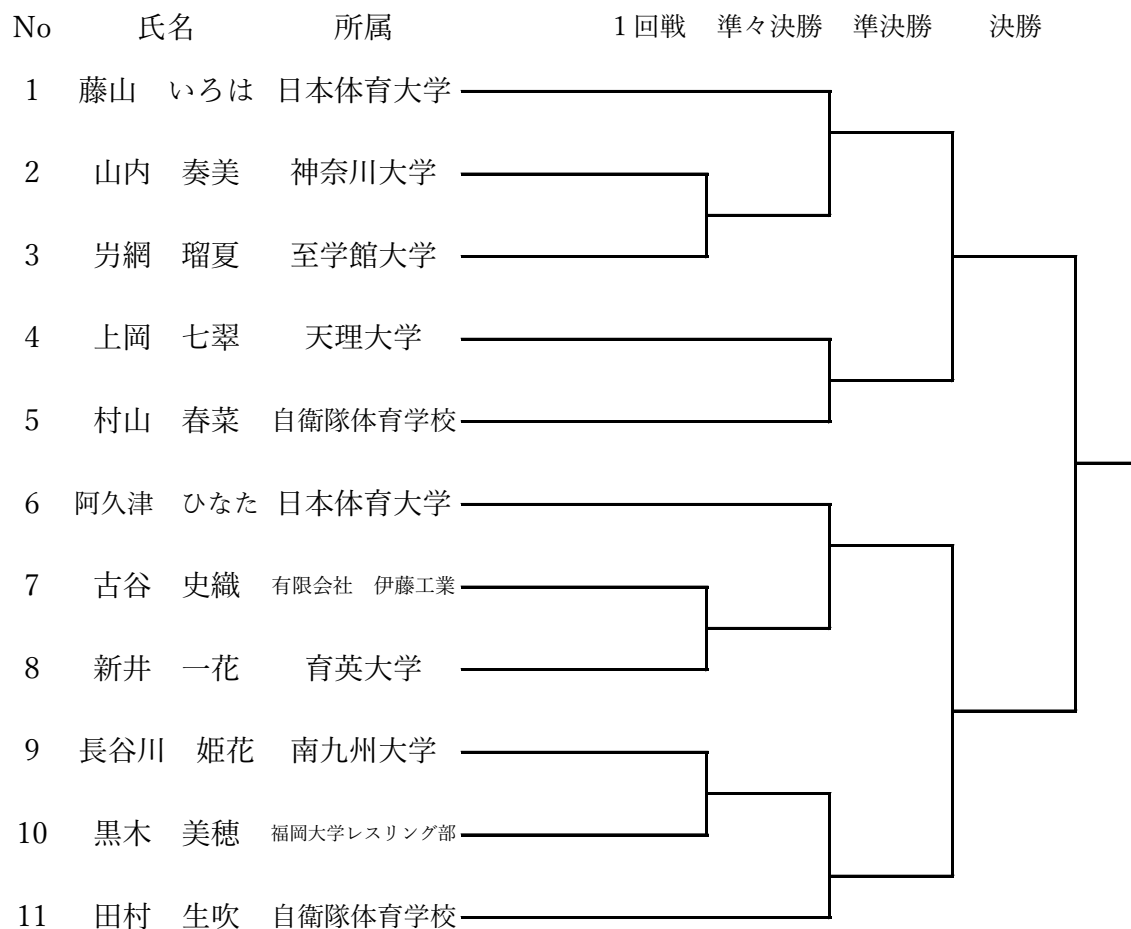 No 氏名 所属 1回戦 準々決勝 準決勝 決勝
1 藤山 いろは 日本体育大学
2 山内 奏美 神奈川大学
3 屶網 瑠夏 至学館大学
4 上岡 七翠 天理大学
5 村山 春菜 自衛隊体育学校
6 阿久津 ひなた 日本体育大学
7 古谷 史織 有限会社 伊藤工業
8 新井 一花 育英大学
9 長谷川 姫花 南九州大学
10 黒木 美穂 福岡大学レスリング部
11 田村 生吹 自衛隊体育学校